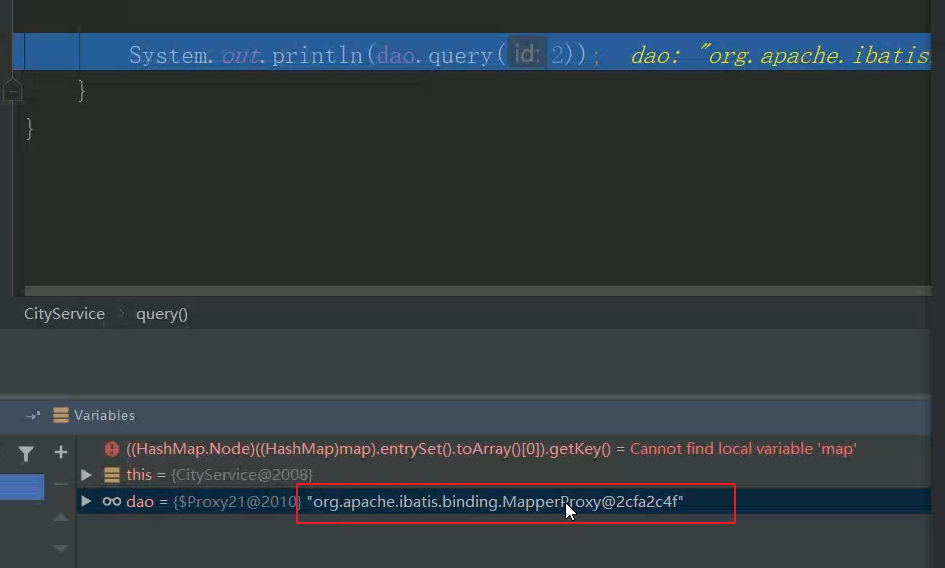 System.out.println(dao.query( id: 2)); dao: "org.apache.ibatis.
}
}
CityService query()
Variables
((HashMap.Node)((HashMap)map).entrySet().toArray()[0]).getKey() = Cannot find local variable 'map'
this = {CityService@2008}
dao = {$Proxy21@2010} "org.apache.ibatis.binding.MapperProxy@2cfa2c4f"